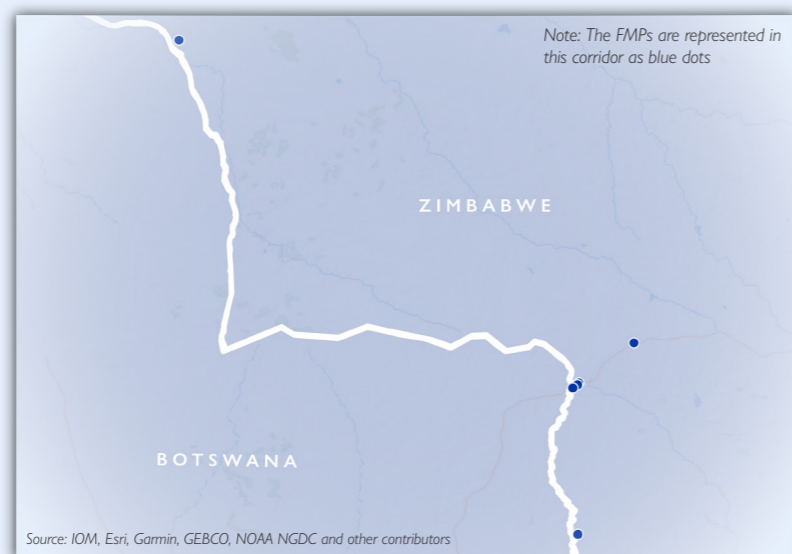 Note: The FMPs are represented in
this corridor as blue dots
ZIMBABWE
BOTSWANA
Source: IOM, Esri, Garmin, GEBCO, NOAA NGDC and other contributors